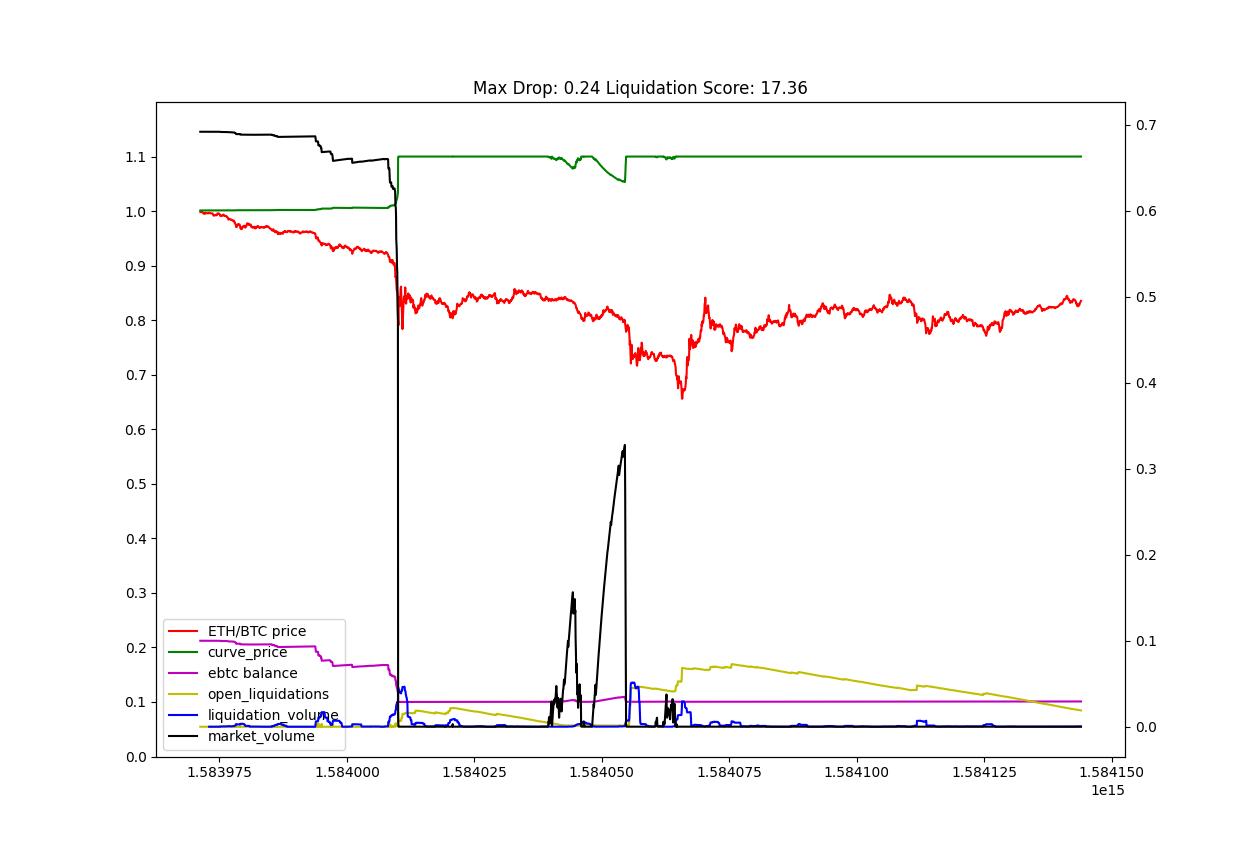 Max Drop: 0.24 Liquidation Score: 17.36
1.1
1.0
0.9
0.8
0.7
0.6
0.5
0.4
0.3
0.2
0.1
0.0
0.7
0.6
0.5
0.4
0.3
0.2
0.1
0.0
ETH/BTC price
curve_price
ebtc balance
open_liquidations
liquidation_volume
market_volume
1.583975 1.584000 1.584025 1.584050 1.584075 1.584100 1.584125 1.584150
1e15